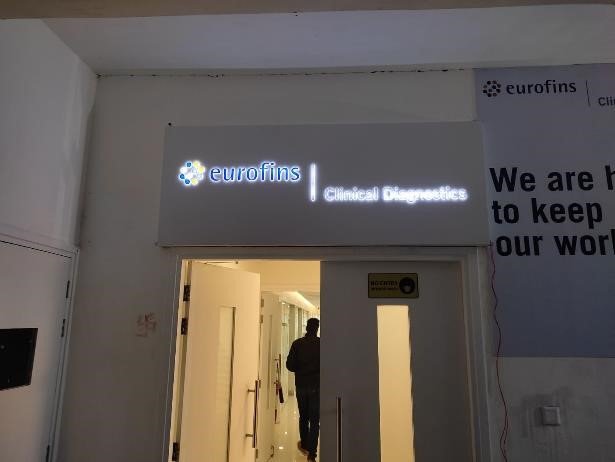 eurofins
Clinical Diagnostics
eurofins
We are h
to keep
our worl
NO ENTRY